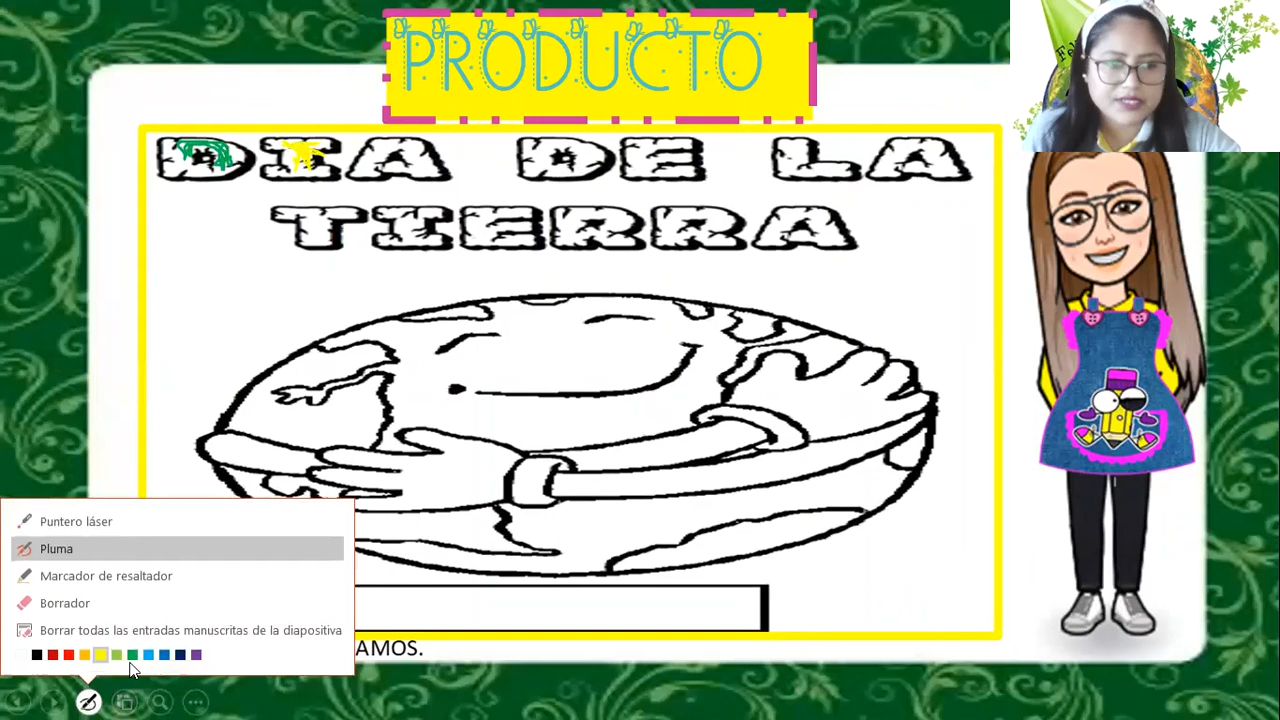 PRODUCTO
DIA DE LA
TIERRA
Puntero láser
Pluma
Marcador de resaltador
Borrador
Borrar todas las entradas manuscritas de la diapositiva
AMOS.